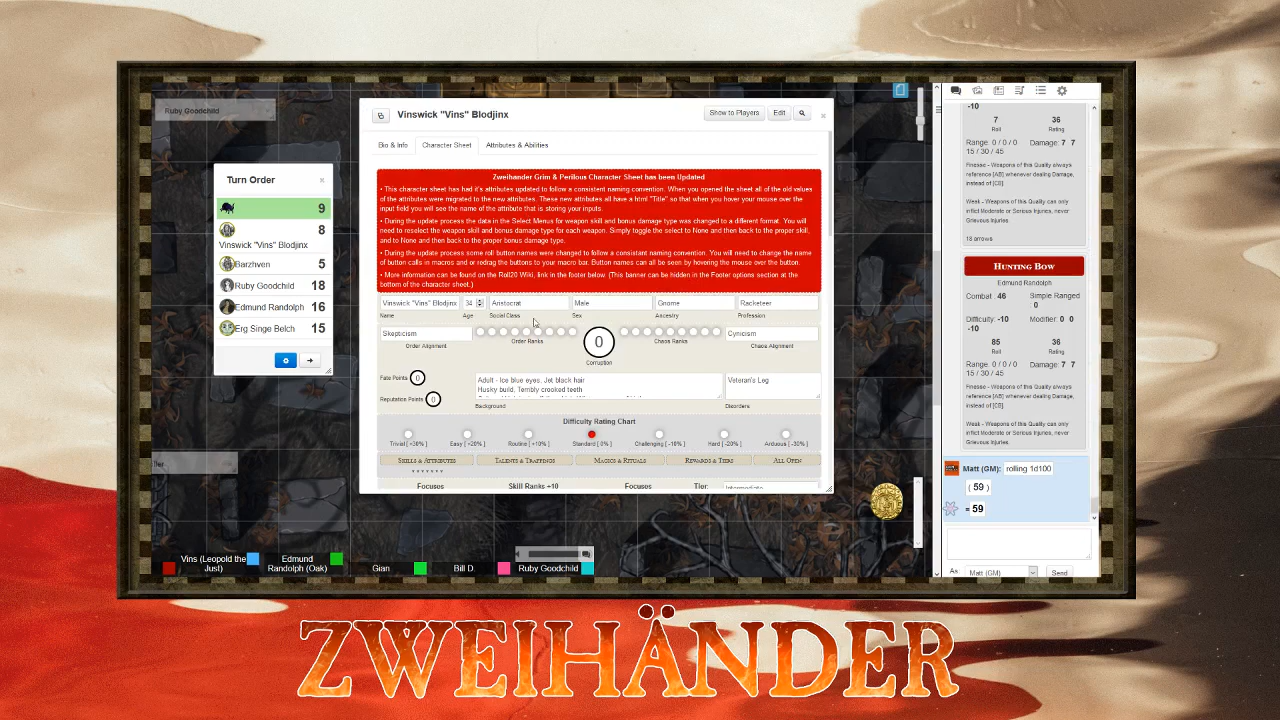 Ruby Goodchild
Turn Order
×
9
8
Vinswick "Vins" Blodjinx
Barzhven 5
Ruby Goodchild 18
Edmund Randolph 16
Erg Singe Belch 15
Vinswick "Vins" Blodjinx
Show to Players
Edit
×
Bio & Info
Character Sheet
Attributes & Abilities
Zweihander Grim & Perilous Character Sheet has been Updated
• This character sheet has had it's attributes updated to follow a consistent naming convention. When you opened the sheet all of the old values
of the attributes were migrated to the new attributes. These new attributes all have a html "Title" so that when you hover your mouse over the
input field you will see the name of the attribute that is storing your inputs
• During the update process the data in the Select Menus for weapon skill and bonus damage type was changed to a different format. You will
need to reselect the weapon skill and bonus damage type for each weapon. Simply toggle the select to None and then back to the proper skill,
and to None and then back to the proper bonus damage type.
• During the update process some roll button names were changed to follow a consistent naming convention. You will need to change the name
of button calls in macros and or redrag the buttons to your macro bar. Button names can all be seen by hovering the mouse over the button.
• More information can be found on the Roll20 Wiki, link in the footer below. (This banner can be hidden in the Footer options section at the
bottom of the character sheet.)
Vinswick "Vins" Blodjinx 34 Aristocrat Male Gnome Racketeer
Name Age Social Class Sex Ancestry Profession
Skepticism
Order Alignment
Order Ranks
0
Corruption
Chaos Ranks
Cynicism
Chaos Alignment
Fate Points 0
Reputation Points 0
Adult - Ice blue eyes, Jet black hair
Husky build, Terribly crooked teeth
Background
Veteran's Leg
Disorders
Difficulty Rating Chart
Trivial [ +30% ] Easy [ +20% ] Routine [ +10% ] Standard [ 0% ] Challenging [ -10% ] Hard [ -20% ] Arduous [ -30% ]
Skills & Attributes Talents & Trappings Magicks & Rituals Rewards & Tiers All Open
Focuses Skill Ranks +10 Focuses Tier: Intermediate
-10
7 36
Roll Rating
Range: 0 / 0 / 0 Damage: 7 7
15 / 30 / 45
Finesse - Weapons of this Quality always
reference [AB] whenever dealing Damage,
instead of [CB].
Weak - Weapons of this Quality can only
inflict Moderate or Serious Injuries, never
Grievous Injuries
18 arrows
Hunting Bow
Edmund Randolph
Combat : 46 Simple Ranged
0
Difficulty: -10 Modifier: 0 0
-10
85 36
Roll Rating
Range: 0 / 0 / 0 Damage: 7 7
15 / 30 / 45
Finesse - Weapons of this Quality always
reference [AB] whenever dealing Damage,
instead of [CB].
Weak - Weapons of this Quality can only
inflict Moderate or Serious Injuries, never
Grievous Injuries.
Matt (GM): rolling 1d100
( 59 )
= 59
As: Matt (GM) Send
Vins (Leopold the
Just)
Edmund
Randolph (Oak)
Gian
Bill D.
Ruby Goodchild
ZWEIHÄNDER